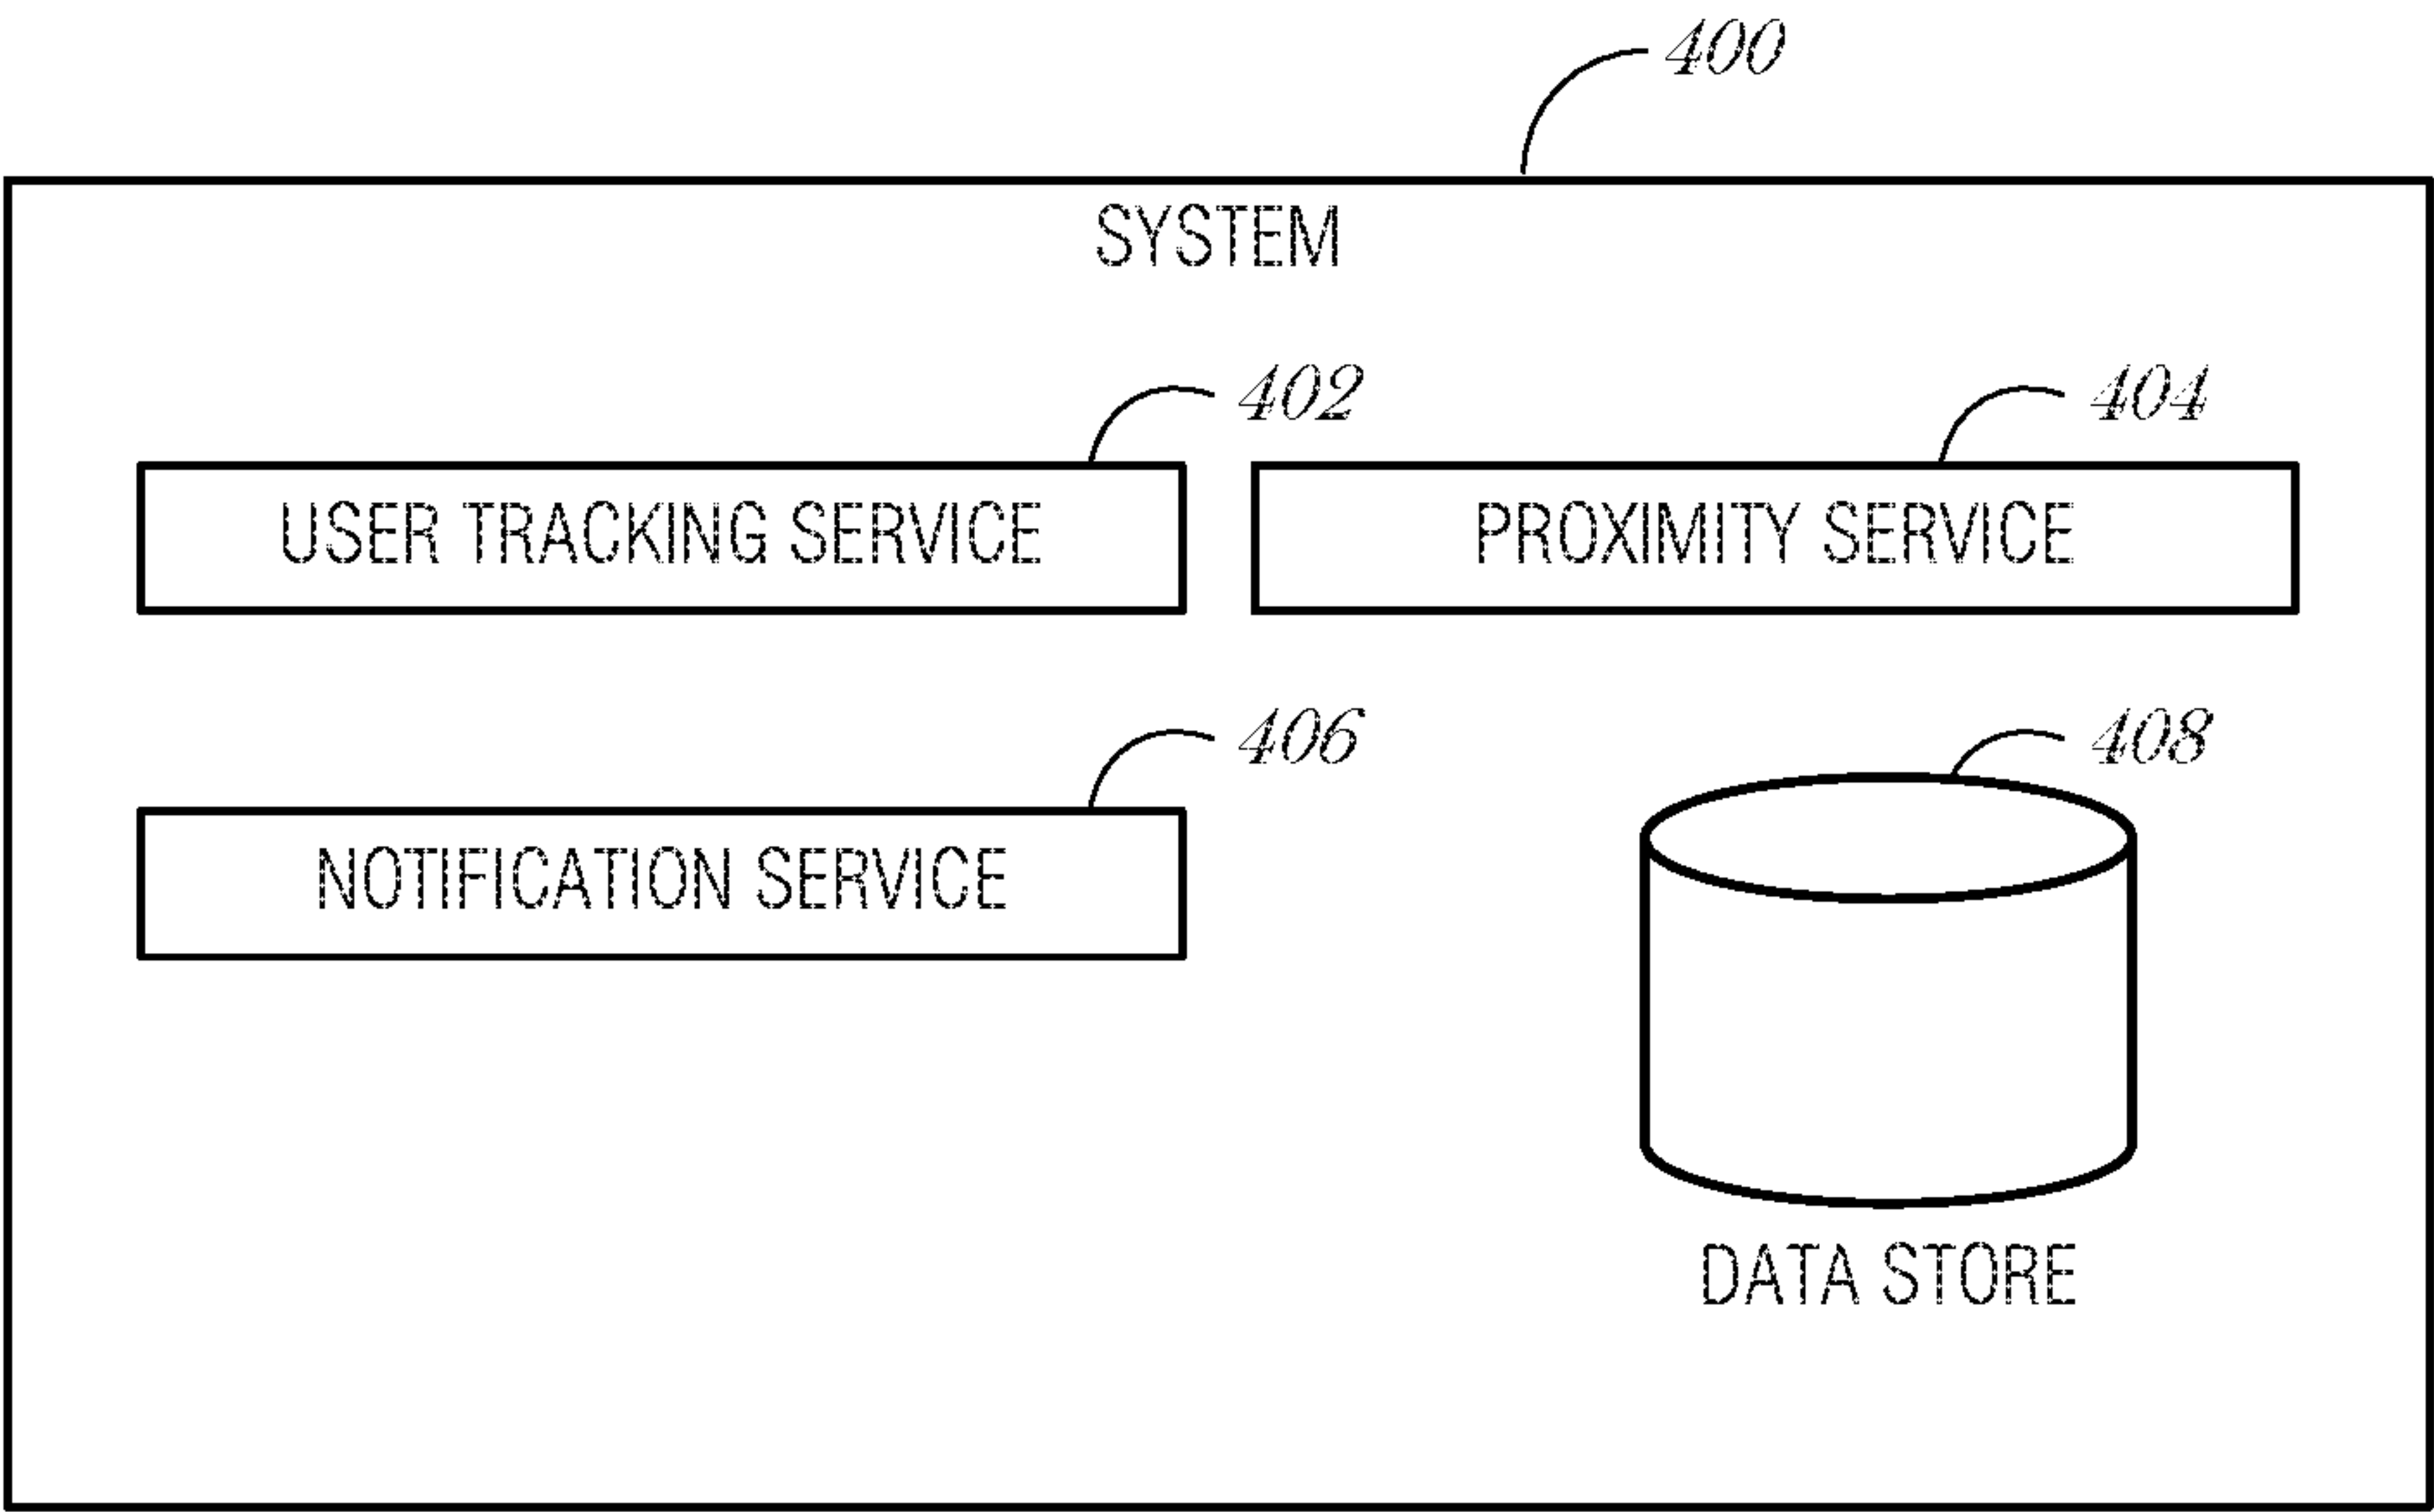 400
SYSTEM
402
404
USER TRACKING SERVICE
PROXIMITY SERVICE
406
408
NOTIFICATION SERVICE
DATA STORE